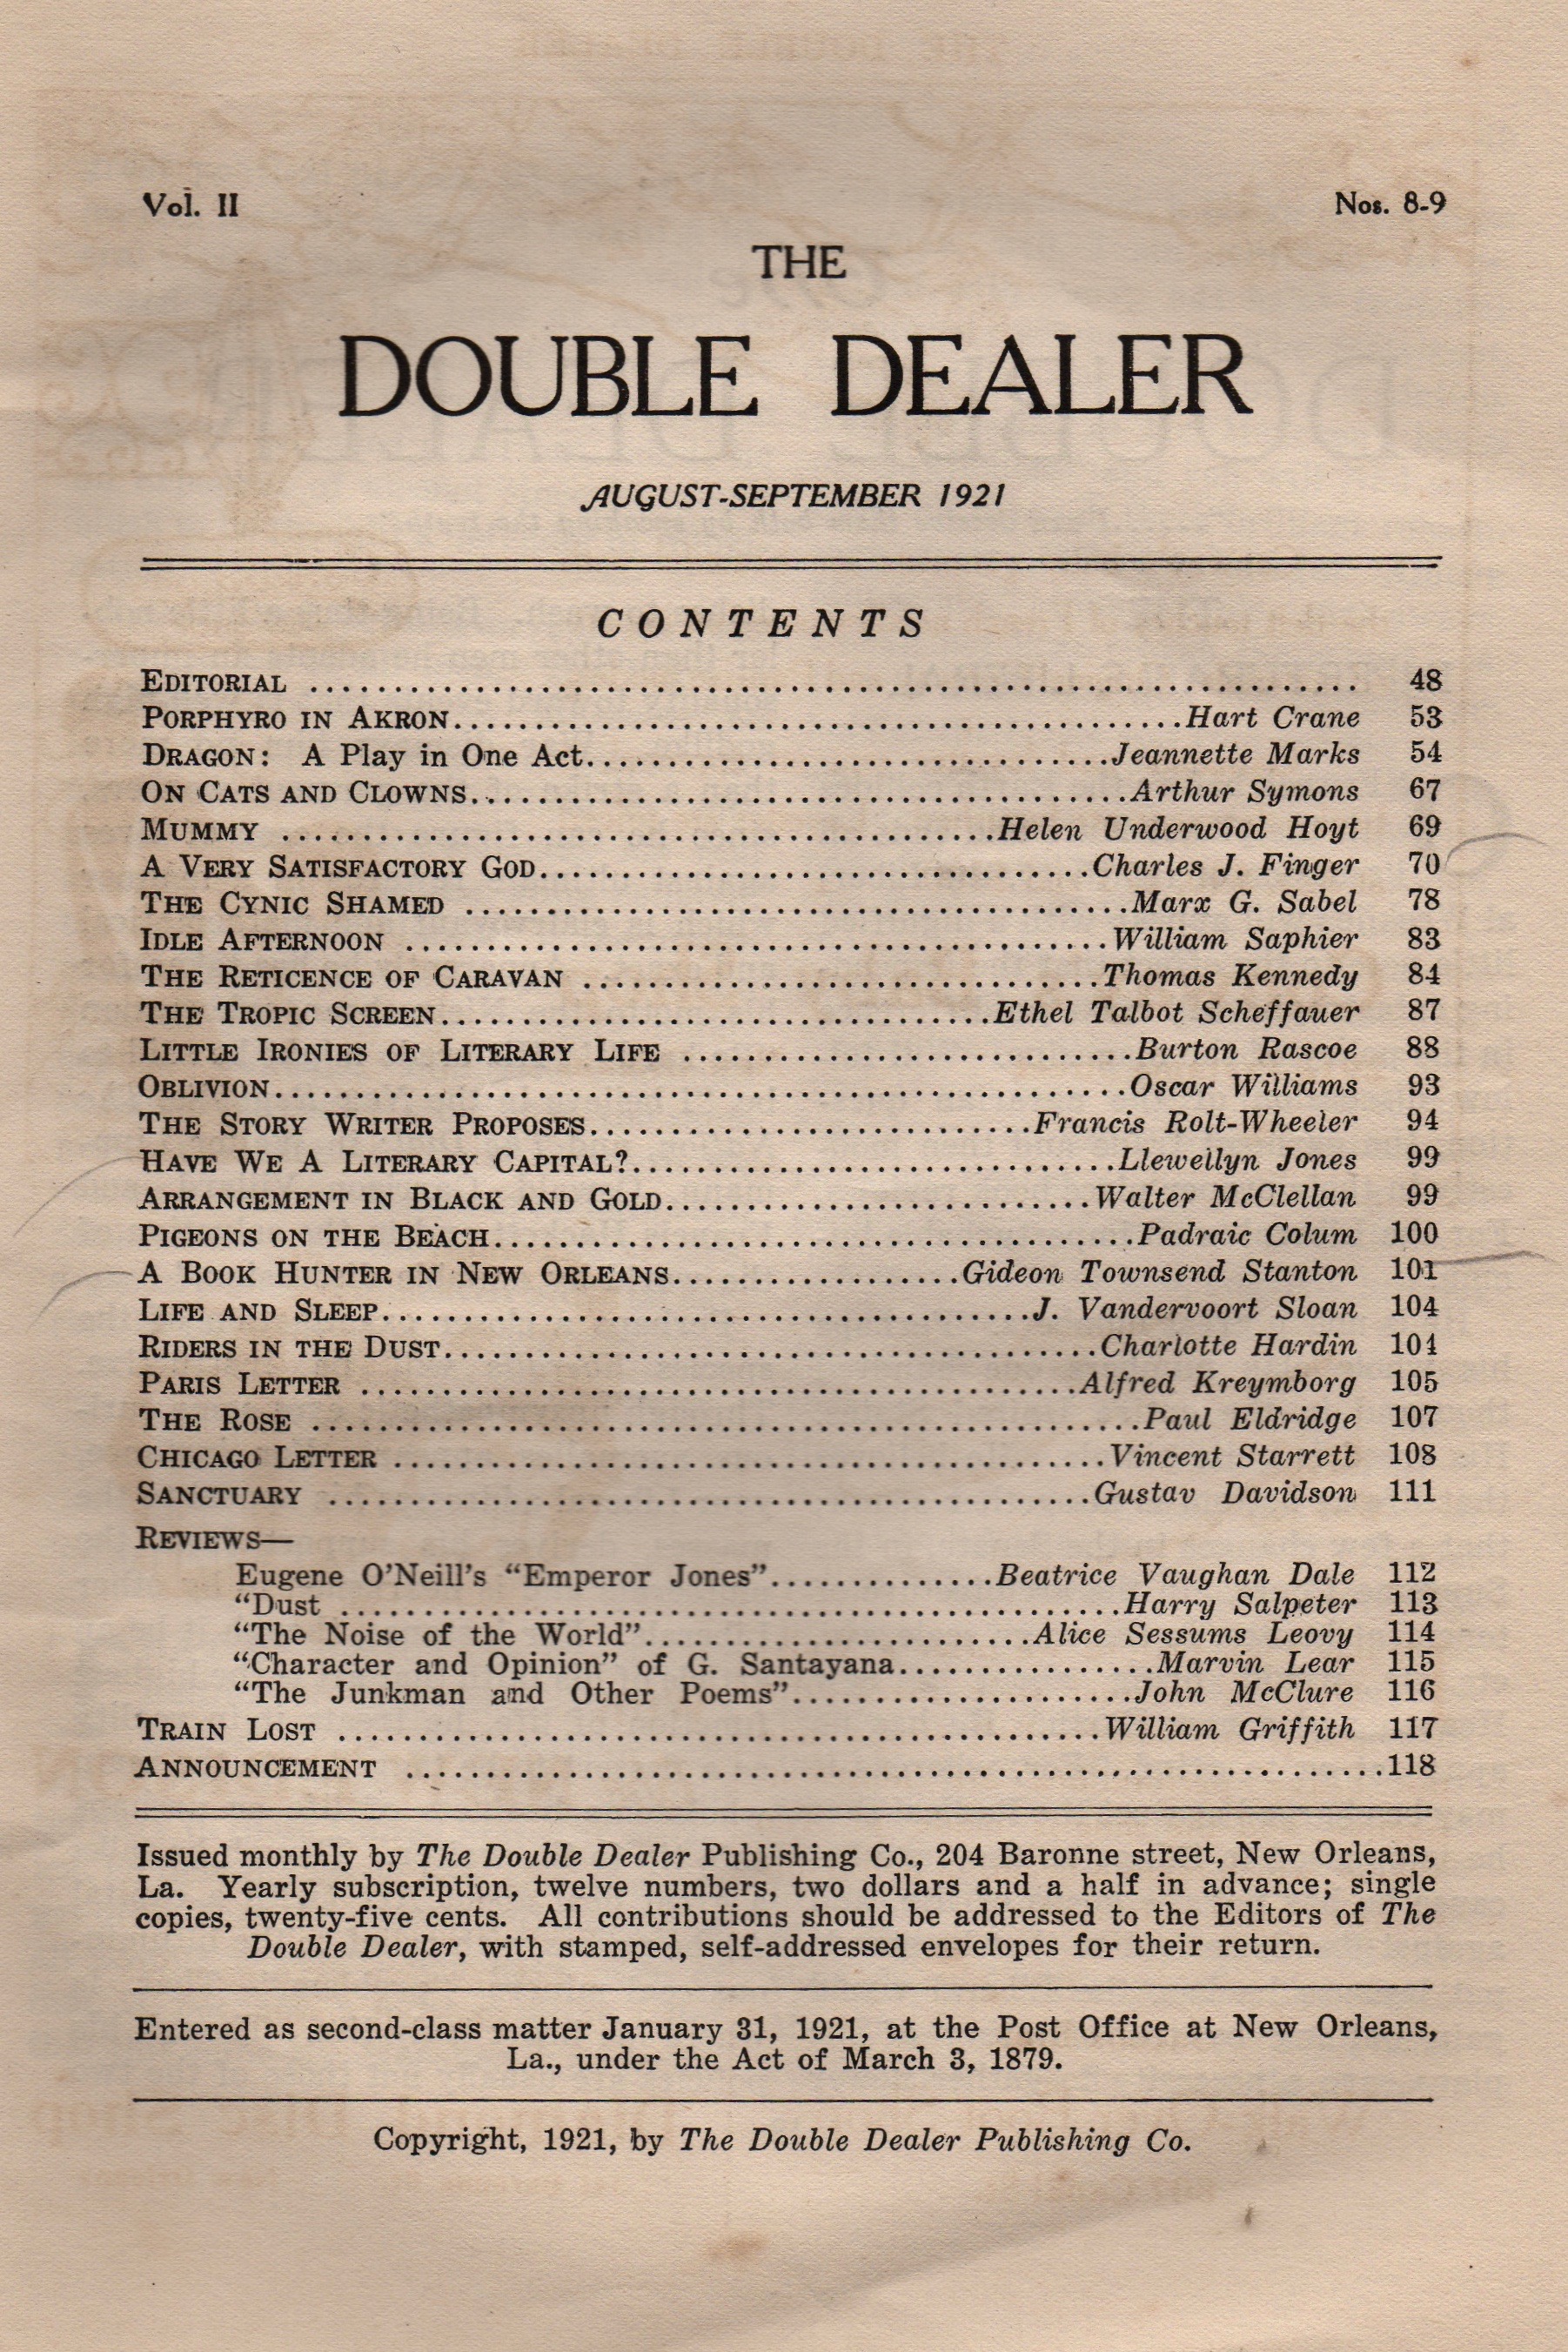 Vol. II
Nos. 8-9
THE
DOUBLE DEALER
AUGUST-SEPTEMBER 1921
CONTENTS
EDITORIAL ........ 48
PORPHYRO IN AKRON........Hart Crane 53
DRAGON: A Play in One Act........Jeannette Marks 54
ON CATS AND CLOWNS........Arthur Symons 67
MUMMY ........Helen Underwood Hoyt 69
A VERY SATISFACTORY GOD........Charles J. Finger 70
THE CYNIC SHAMED ........Marx G. Sabel 78
IDLE AFTERNOON ........William Saphier 83
THE RETICENCE OF CARAVAN ........Thomas Kennedy 84
THE TROPIC SCREEN........Ethel Talbot Scheffauer 87
LITTLE IRONIES OF LITERARY LIFE ........Burton Rascoe 88
OBLIVION........Oscar Williams 93
THE STORY WRITER PROPOSES........Francis Rolt-Wheeler 94
HAVE WE A LITERARY CAPITAL?........Llewellyn Jones 99
ARRANGEMENT IN BLACK AND GOLD........Walter McClellan 99
PIGEONS ON THE BEACH........Padraic Colum 100
A BOOK HUNTER IN NEW ORLEANS........Gideon Townsend Stanton 101
LIFE AND SLEEP........J. Vandervoort Sloan 104
RIDERS IN THE DUST........Charlotte Hardin 104
PARIS LETTER ........Alfred Kreymborg 105
THE ROSE ........Paul Eldridge 107
CHICAGO LETTER ........Vincent Starrett 108
SANCTUARY ........Gustav Davidson 111
REVIEWS—
Eugene O'Neill's “Emperor Jones”........Beatrice Vaughan Dale 112
“Dust ........Harry Salpeter 113
“The Noise of the World”........Alice Sessums Leovy 114
“Character and Opinion” of G. Santayana........Marvin Lear 115
“The Junkman and Other Poems”........John McClure 116
TRAIN LOST ........William Griffith 117
ANNOUNCEMENT ........118
Issued monthly by The Double Dealer Publishing Co., 204 Baronne street, New Orleans,
La. Yearly subscription, twelve numbers, two dollars and a half in advance; single
copies, twenty-five cents. All contributions should be addressed to the Editors of The
Double Dealer, with stamped, self-addressed envelopes for their return.
Entered as second-class matter January 31, 1921, at the Post Office at New Orleans,
La., under the Act of March 3, 1879.
Copyright, 1921, by The Double Dealer Publishing Co.